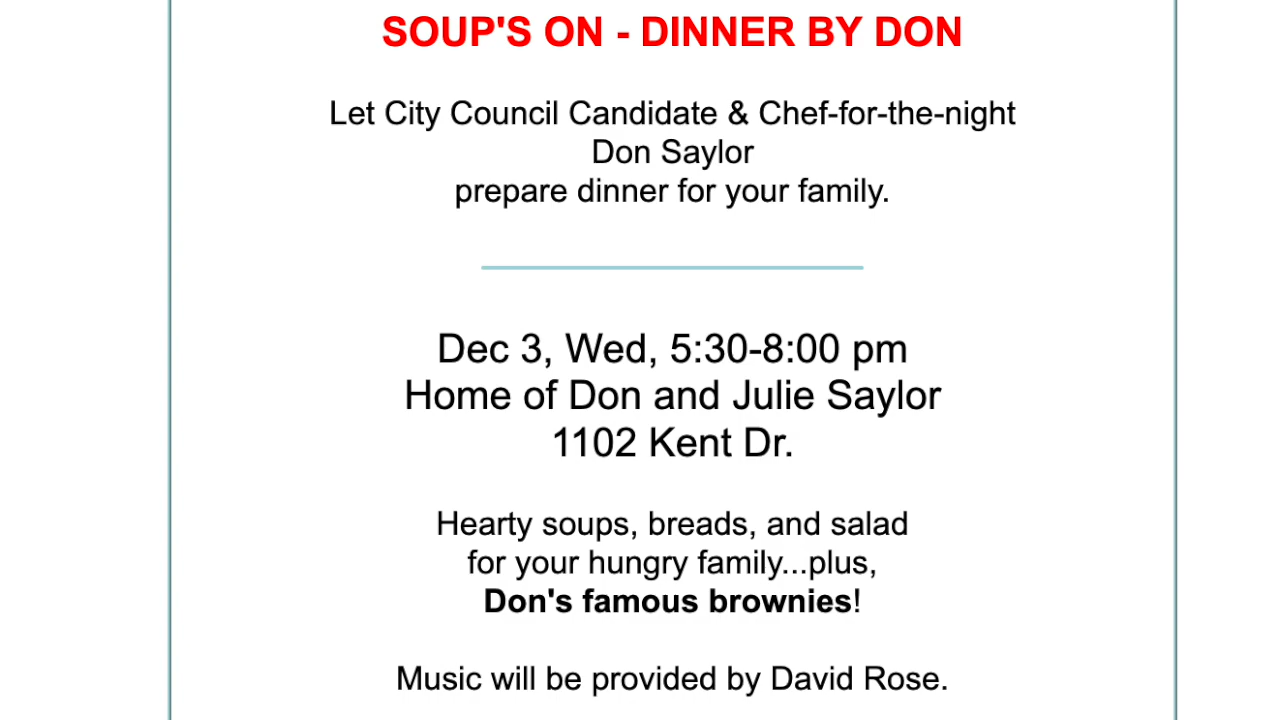 SOUP'S ON - DINNER BY DON
Let City Council Candidate & Chef-for-the-night
Don Saylor
prepare dinner for your family.
Dec 3, Wed, 5:30-8:00 pm
Home of Don and Julie Saylor
1102 Kent Dr.
Hearty soups, breads, and salad
for your hungry family...plus,
Don's famous brownies!
Music will be provided by David Rose.